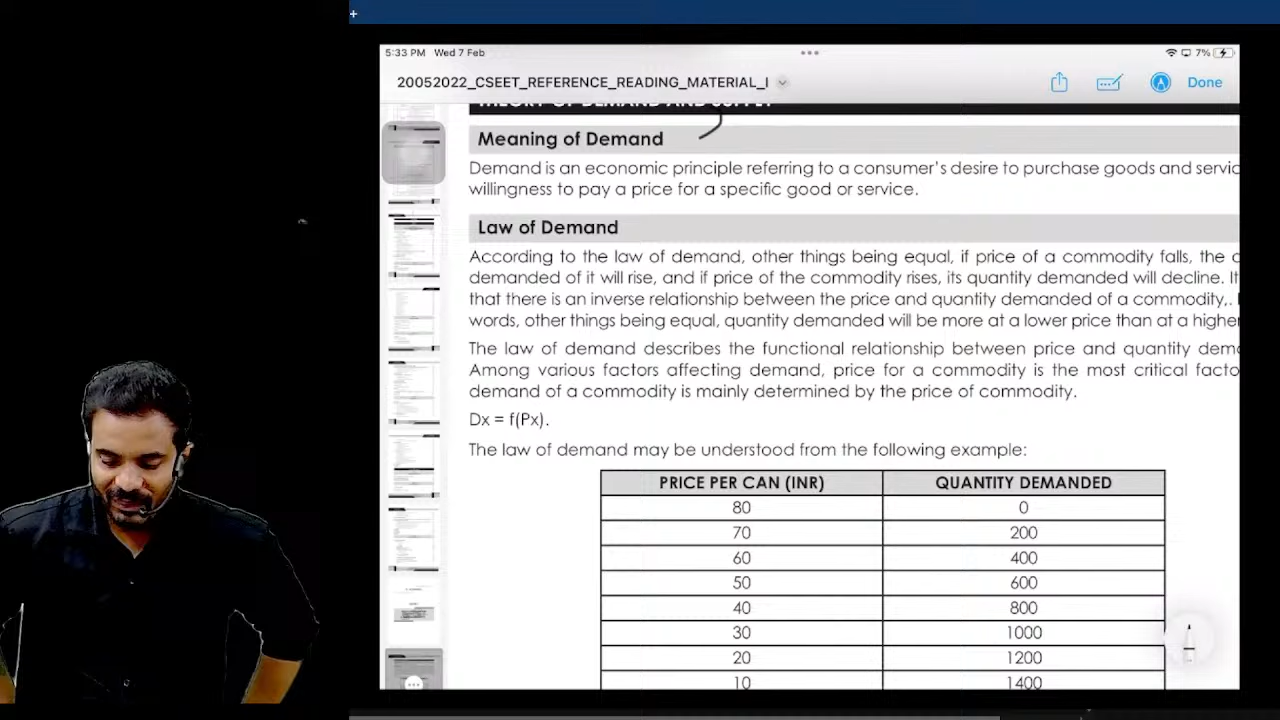 5:33 PM Wed 7 Feb
7%
20052022_CSEET_REFERENCE_READING_MATERIAL_I
Done
Meaning of Demand
Demand is an economic principle referring to a consumer's desire to purchase goods and
willingness to pay a price for a specific good or service.
Law of Demand
According to the law of demand, other things being equal, if price of a commodity falls, the
demanded of it will rise and if price of the commodity rises, its quantity demanded will decline.
that there is an inverse relationship between the price and quantity demanded of a commodity,.
words, other things being equal, quantity demanded will be more at a lower price than at a higher
The law of demand describes the functional relationship between price and quantity
Among various factors affecting demand, price for a commodity is the most critical
demand of a commodity mainly depends on the price of commodity.
Dx = f(Px).
The law of demand may be understood from the following example.
PRICE PER CAN (INR) QUANTITY DEMANDED
80 0
70 200
60 400
50 600
40 800
30 1000
20 1200
10 1400